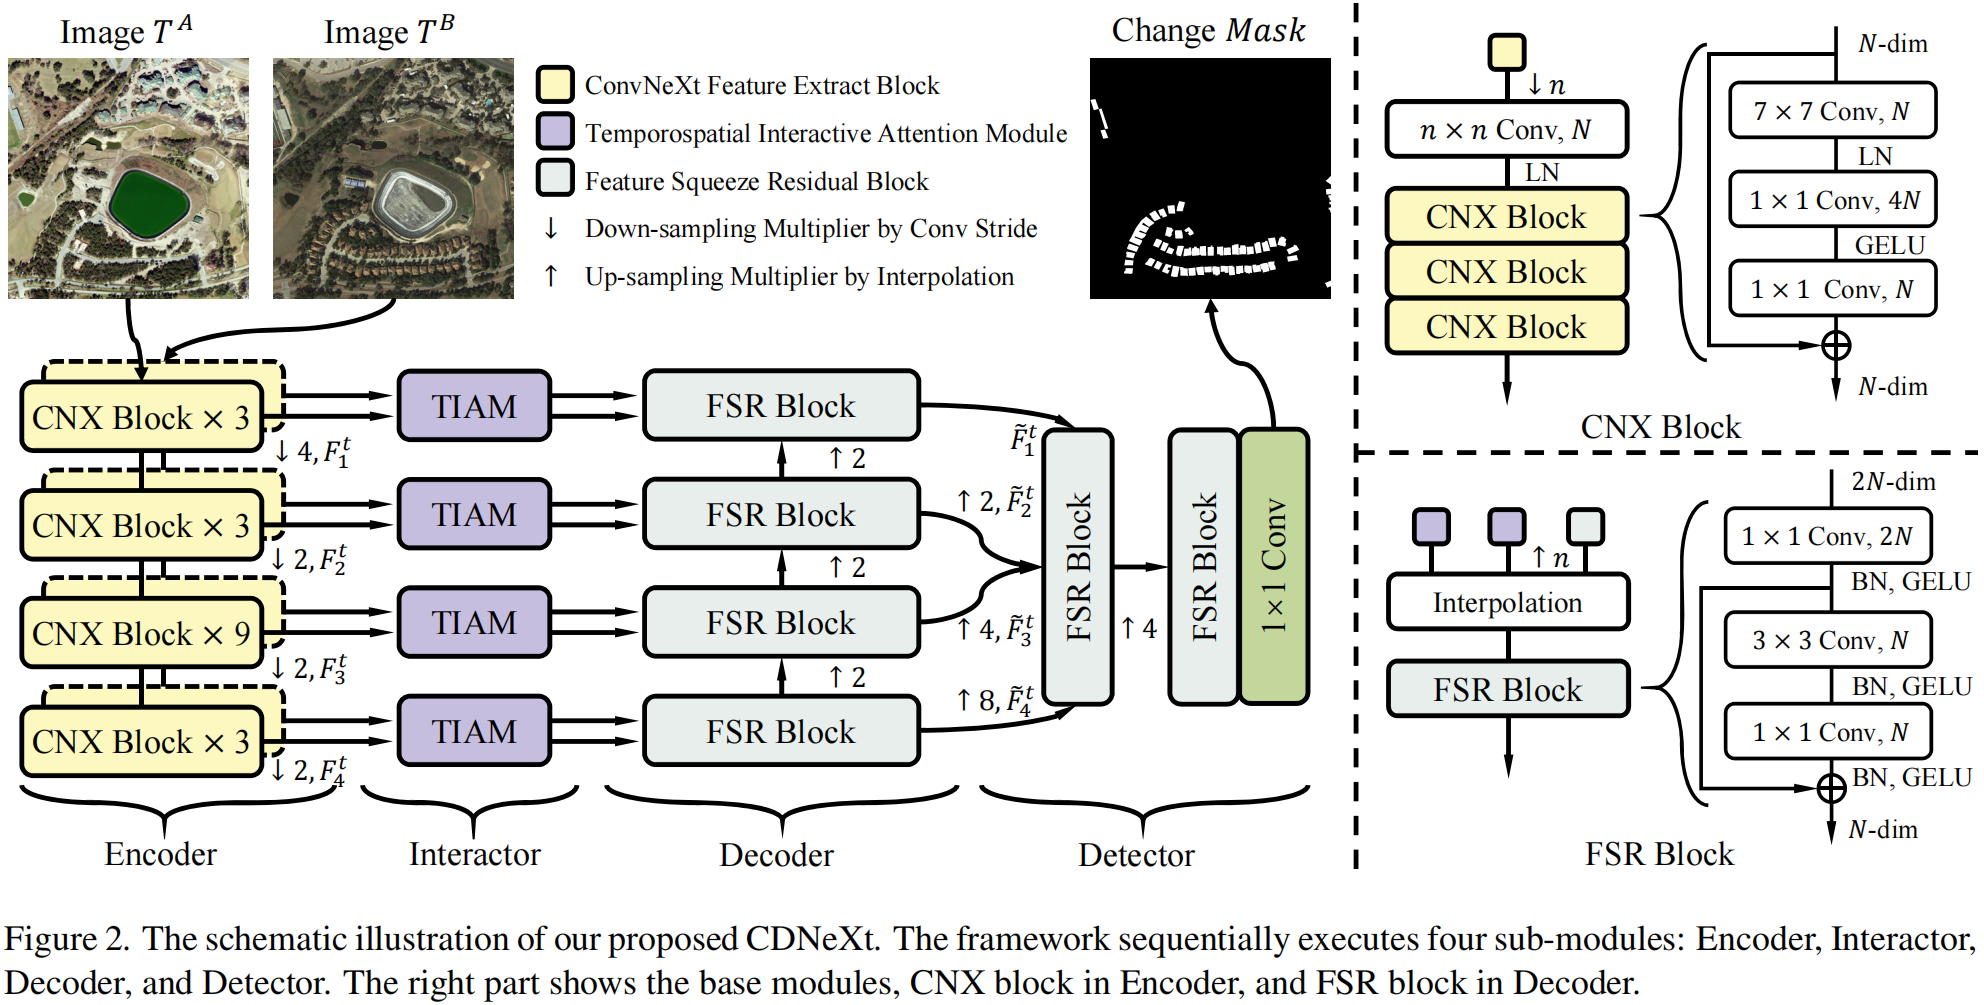 Image T^A
Image T^B
Change Mask
ConvNeXt Feature Extract Block
Temporospatial Interactive Attention Module
Feature Squeeze Residual Block
↓ Down-sampling Multiplier by Conv Stride
↑ Up-sampling Multiplier by Interpolation
CNX Block × 3
↓ 4, F_1^t
CNX Block × 3
↓ 2, F_2^t
CNX Block × 9
↓ 2, F_3^t
CNX Block × 3
↓ 2, F_4^t
TIAM
TIAM
TIAM
TIAM
FSR Block
↑ 2
FSR Block
↑ 2
FSR Block
↑ 2
FSR Block
F̃_1^t
↑ 2, F̃_2^t
↑ 4, F̃_3^t
↑ 8, F̃_4^t
FSR Block
↑ 4
FSR Block
1×1 Conv
Encoder
Interactor
Decoder
Detector
↓ n
n × n Conv, N
LN
CNX Block
CNX Block
CNX Block
N-dim
7 × 7 Conv, N
LN
1 × 1 Conv, 4N
GELU
1 × 1 Conv, N
N-dim
CNX Block
↑ n
Interpolation
FSR Block
2N-dim
1 × 1 Conv, 2N
BN, GELU
3 × 3 Conv, N
BN, GELU
1 × 1 Conv, N
BN, GELU
N-dim
FSR Block
Figure 2. The schematic illustration of our proposed CDNeXt. The framework sequentially executes four sub-modules: Encoder, Interactor,
Decoder, and Detector. The right part shows the base modules, CNX block in Encoder, and FSR block in Decoder.